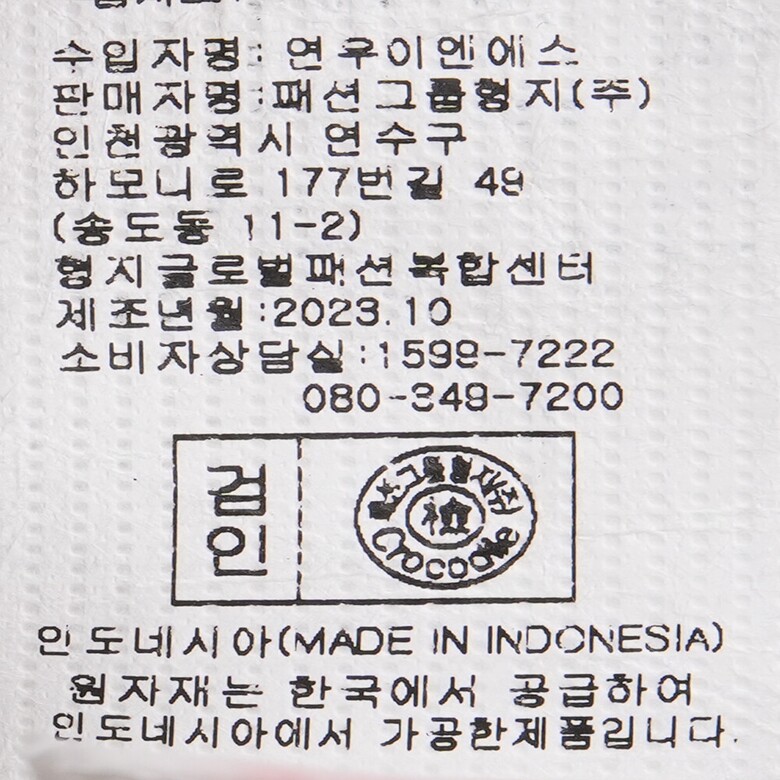 수입자명: 연우이엔에스
판매자명:패션그룹형지(주)
인천광역시 연수구
하모니로 177번길 49
(송도동 11-2)
형지글로벌패션복합센터
제조년월:2023.10
소비자상담실:1599-7222
080-349-7200
검인
檢
Crocodile
인도네시아(MADE IN INDONESIA)
원자재는 한국에서 공급하여
인도네시아에서 가공한제품입니다.